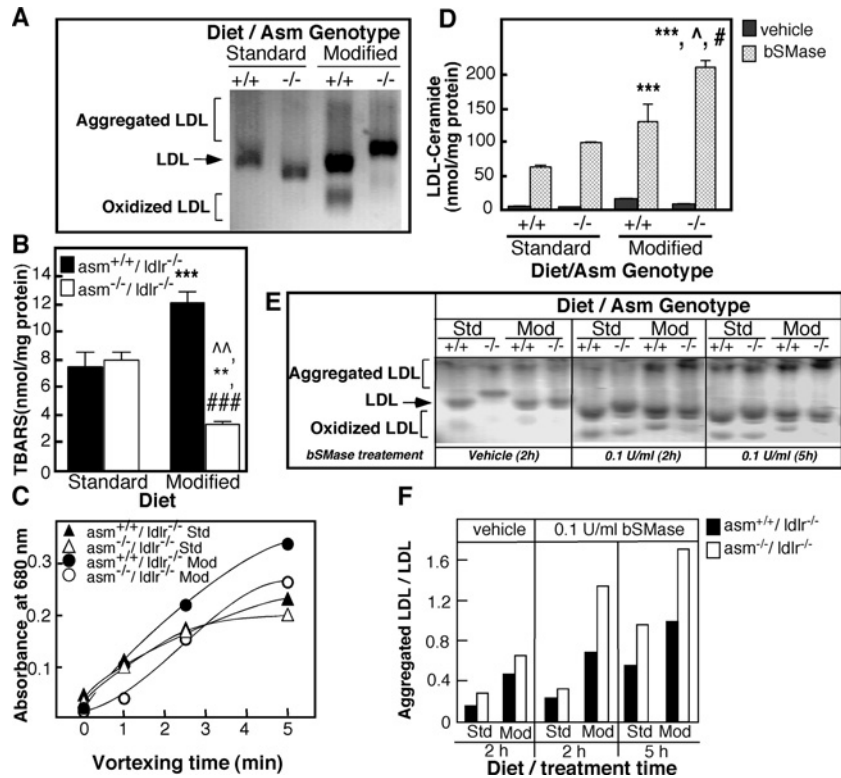 A
Diet / Asm Genotype
Standard Modified
+/+ -/- +/+ -/-
Aggregated LDL
LDL
Oxidized LDL
B
asm+/+/ ldlr-/-
asm-/-/ ldlr-/-
TBARS(nmol/mg protein)
14
12
10
8
6
4
2
0
***
^^,
**,
###
Standard Modified
Diet
C
asm+/+/ ldlr-/- Std
asm-/-/ ldlr-/- Std
asm+/+/ ldlr-/- Mod
asm-/-/ ldlr-/- Mod
Absorbance at 680 nm
0.3
0.2
0.1
0 1 2 3 4 5
Vortexing time (min)
D
vehicle
bSMase
***, ^, #
***
LDL-Ceramide
(nmol/mg protein)
200
150
100
50
0
+/+ -/- +/+ -/-
Standard Modified
Diet/Asm Genotype
E
Diet / Asm Genotype
Std Mod Std Mod Std Mod
+/+ -/- +/+ -/- +/+ -/- +/+ -/- +/+ -/- +/+ -/-
Aggregated LDL
LDL
Oxidized LDL
bSMase treatement Vehicle (2h) 0.1 U/ml (2h) 0.1 U/ml (5h)
F
vehicle 0.1 U/ml bSMase
asm+/+/ ldlr-/-
asm-/-/ ldlr-/-
Aggregated LDL / LDL
1.6
1.2
0.8
0.4
0
Std Mod Std Mod Std Mod
2 h 2 h 5 h
Diet / treatment time